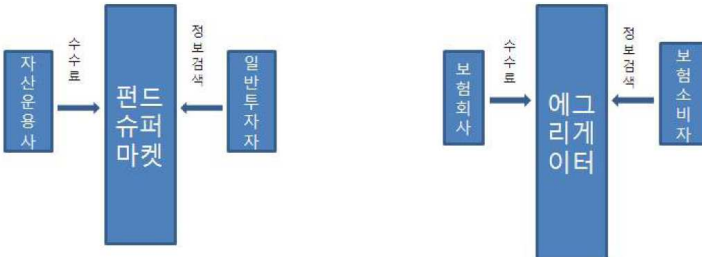 자산운용사
수수료
펀드
슈퍼
마켓
정보검색
일반투자자
보험회사
수수료
에그
리게
이터
정보검색
보험소비자